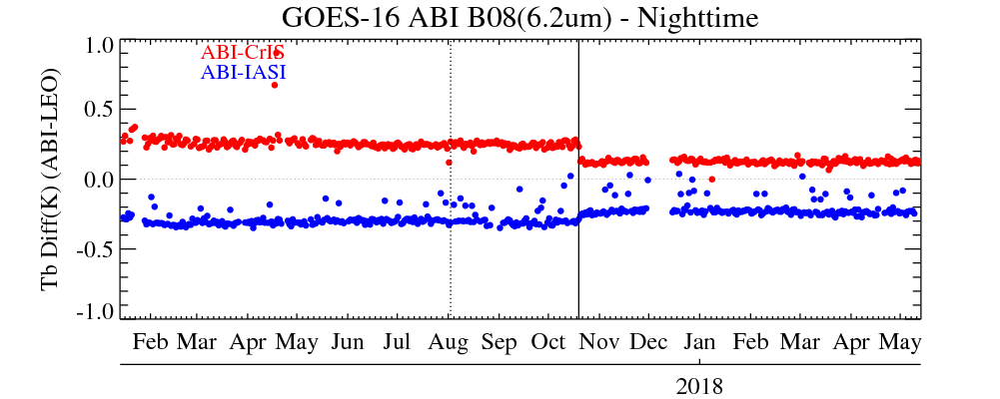 GOES-16 ABI B08(6.2um) - Nighttime
Tb Diff(K) (ABI-LEO)
1.0
0.5
0.0
-0.5
-1.0
ABI-CrIS
ABI-IASI
Feb Mar Apr May Jun Jul Aug Sep Oct Nov Dec Jan Feb Mar Apr May
2018